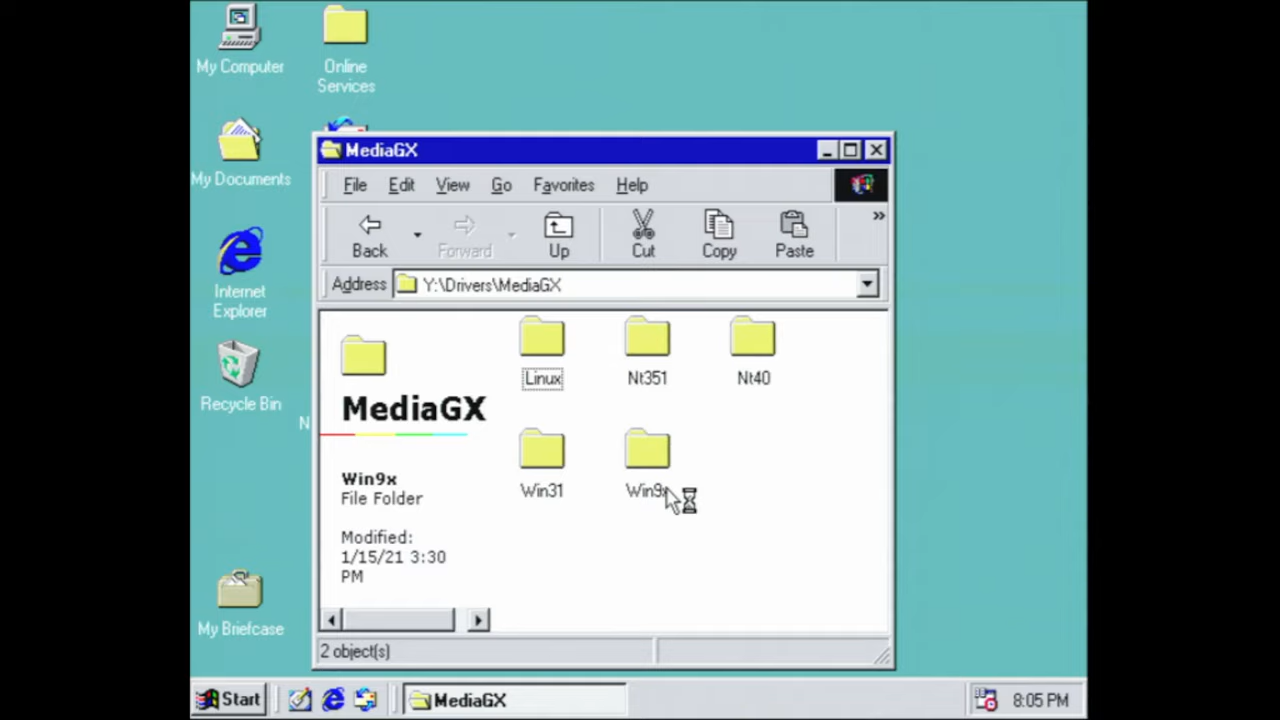 My Computer
Online
Services
My Documents
Internet
Explorer
Recycle Bin
N
My Briefcase
MediaGX
File Edit View Go Favorites Help
Back Forward Up Cut Copy Paste »
Address Y:\Drivers\MediaGX
MediaGX
Win9x
File Folder
Modified:
1/15/21 3:30
PM
Linux Nt351 Nt40
Win31 Win9x
2 object(s)
Start MediaGX 8:05 PM